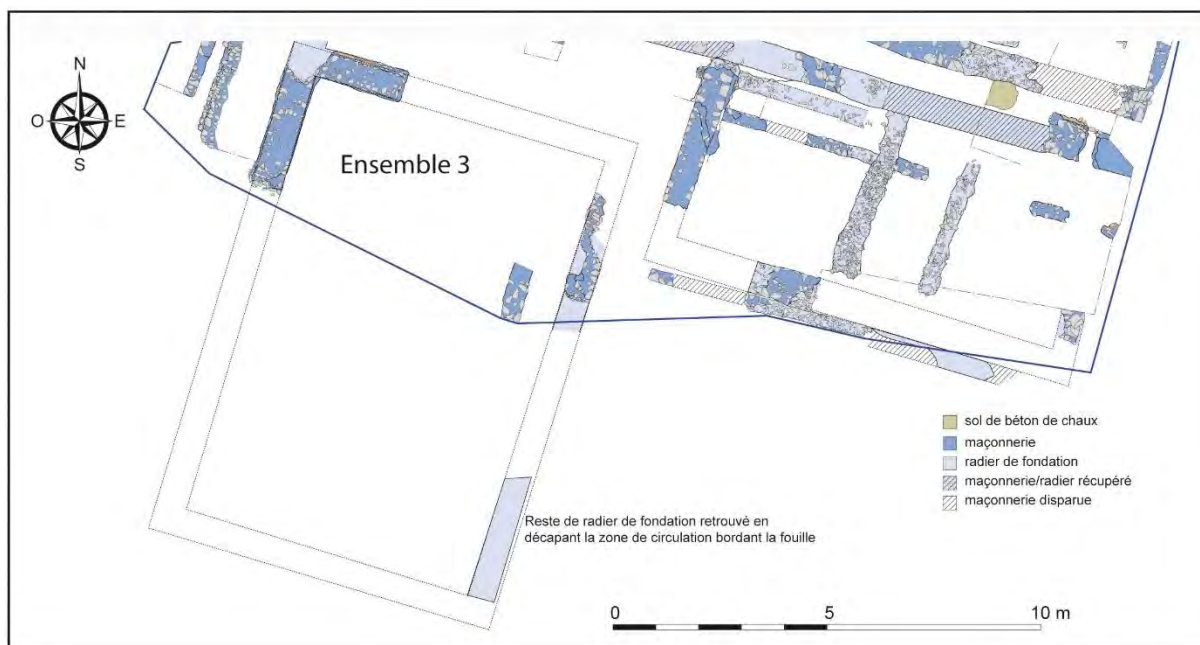 N
O
E
S
Ensemble 3
sol de béton de chaux
maçonnerie
radier de fondation
maçonnerie/radier récupéré
maçonnerie disparue
Reste de radier de fondation retrouvé en
décapant la zone de circulation bordant la fouille
0
5
10 m